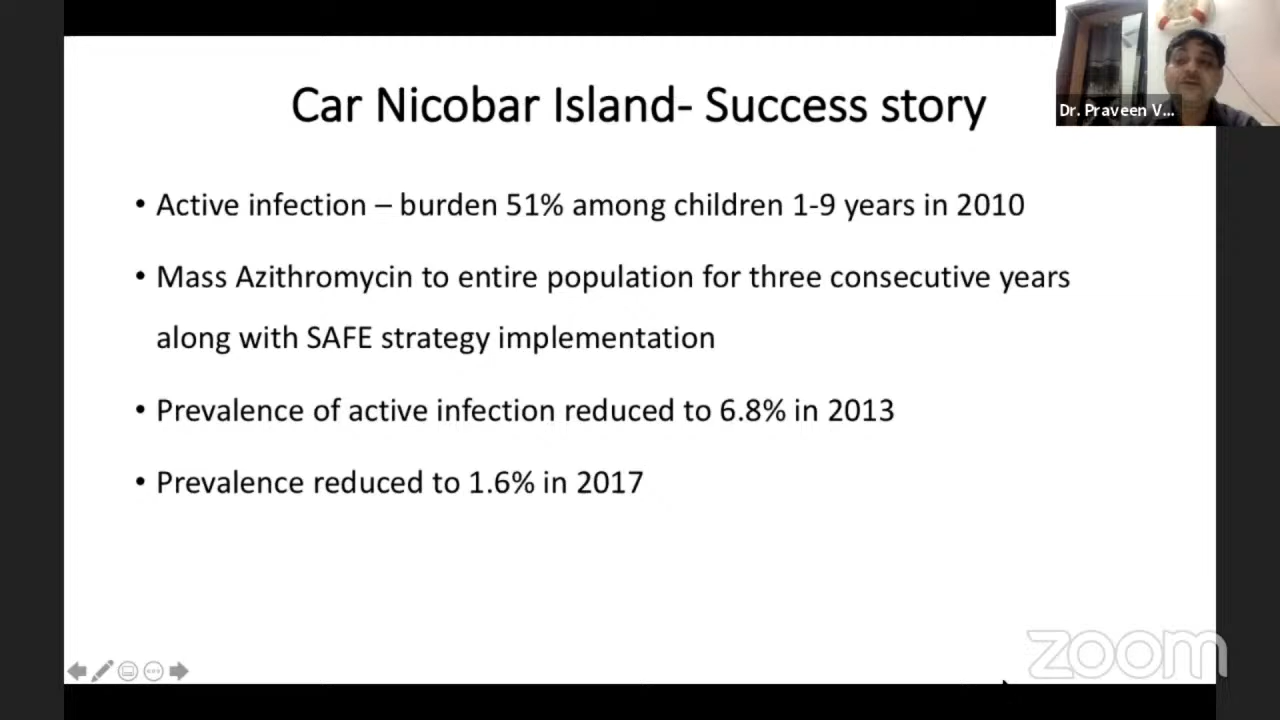 Car Nicobar Island- Success story
Dr. Praveen V...
• Active infection – burden 51% among children 1-9 years in 2010
• Mass Azithromycin to entire population for three consecutive years
along with SAFE strategy implementation
• Prevalence of active infection reduced to 6.8% in 2013
• Prevalence reduced to 1.6% in 2017
zoom